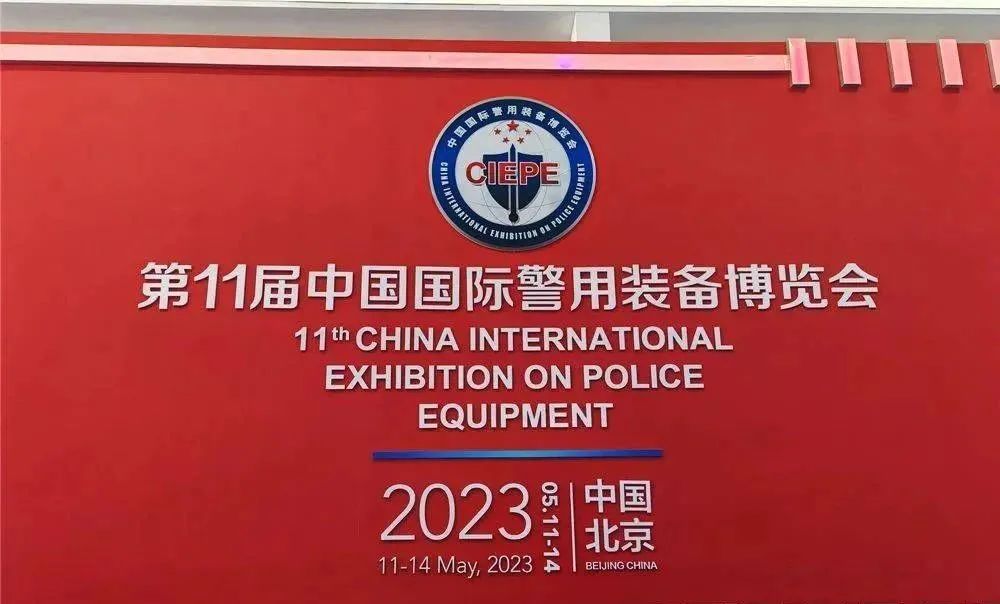 中国国际警用装备博览会
CIEPE
CHINA INTERNATIONAL EXHIBITION ON POLICE EQUIPMENT
第11届中国国际警用装备博览会
11th CHINA INTERNATIONAL
EXHIBITION ON POLICE
EQUIPMENT
2023 05.11-14
11-14 May, 2023
中国
北京
BEIJING CHINA